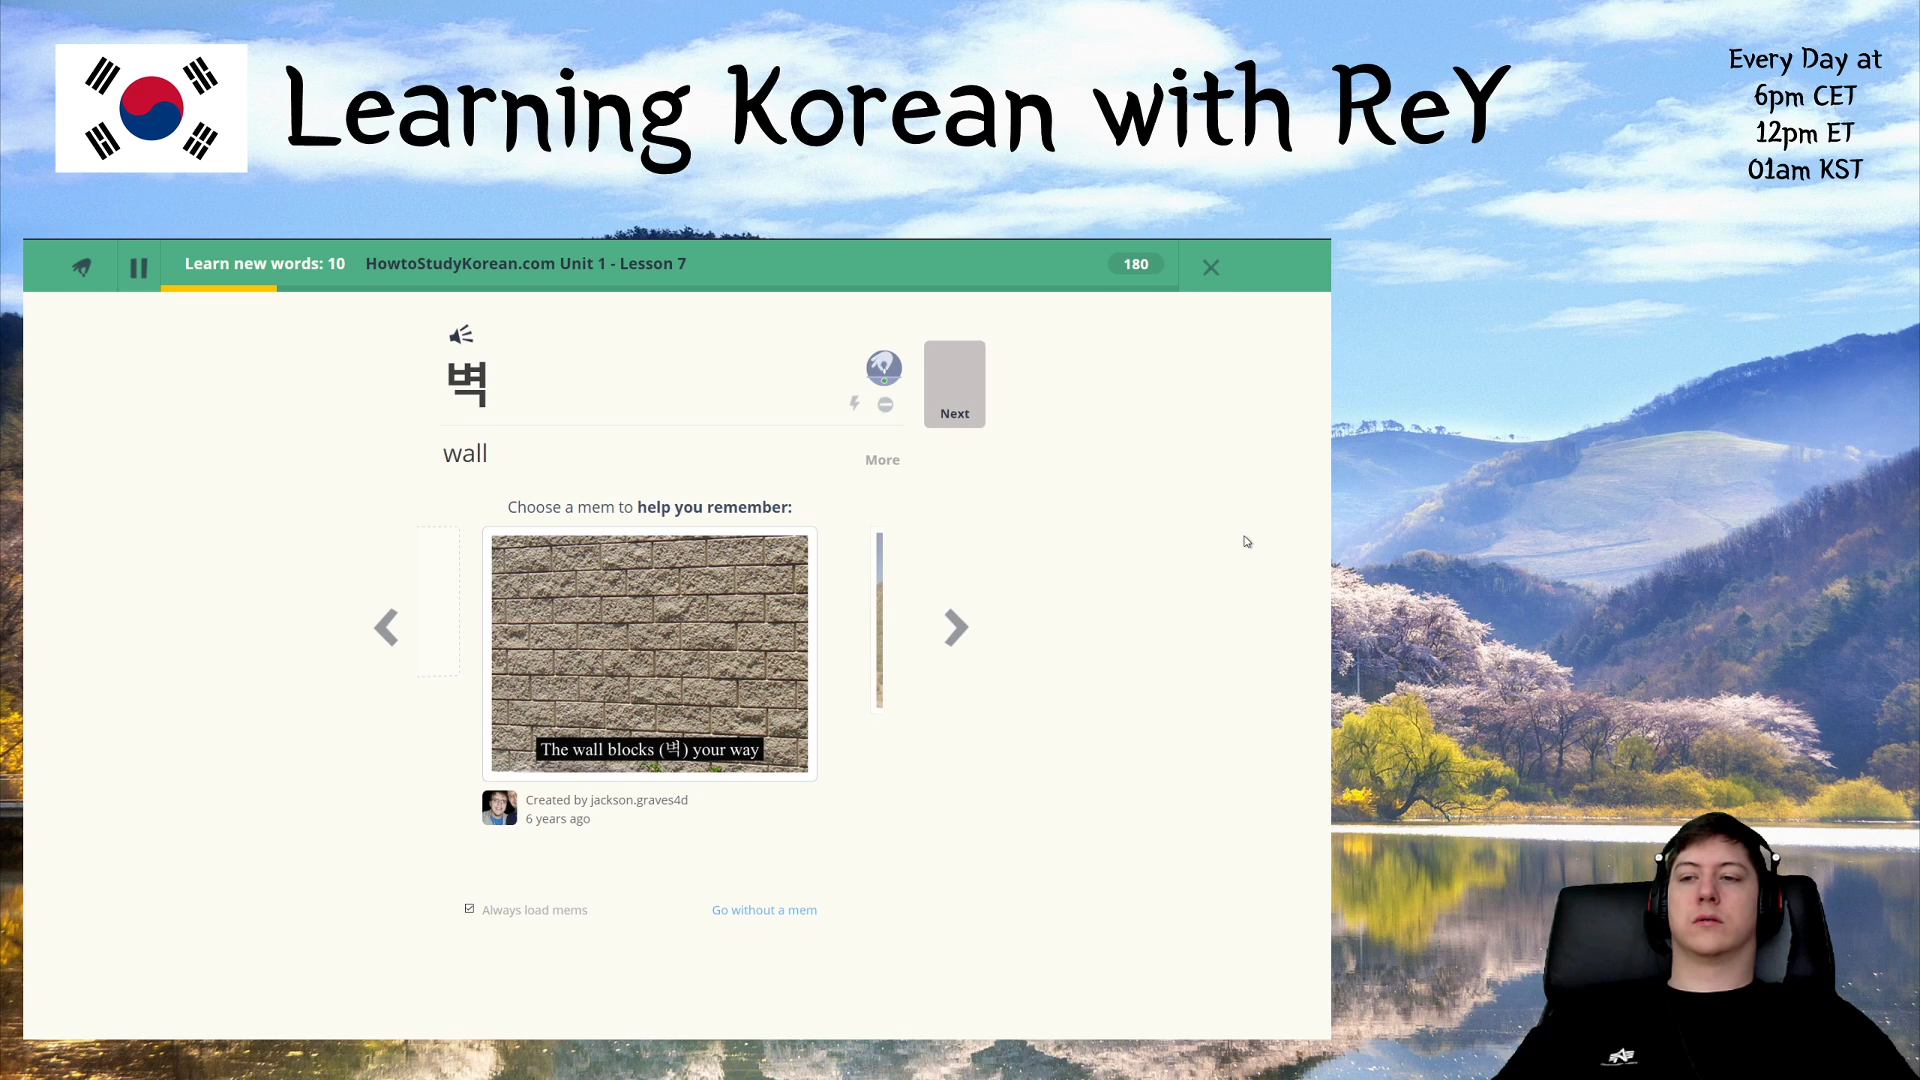 Learning Korean with ReY
Every Day at
6pm CET
12pm ET
01am KST
Learn new words: 10 HowtoStudyKorean.com Unit 1 - Lesson 7
180
벽
Next
wall
More
Choose a mem to help you remember:
The wall blocks (벽) your way
Created by jackson.graves4d
6 years ago
Always load mems
Go without a mem